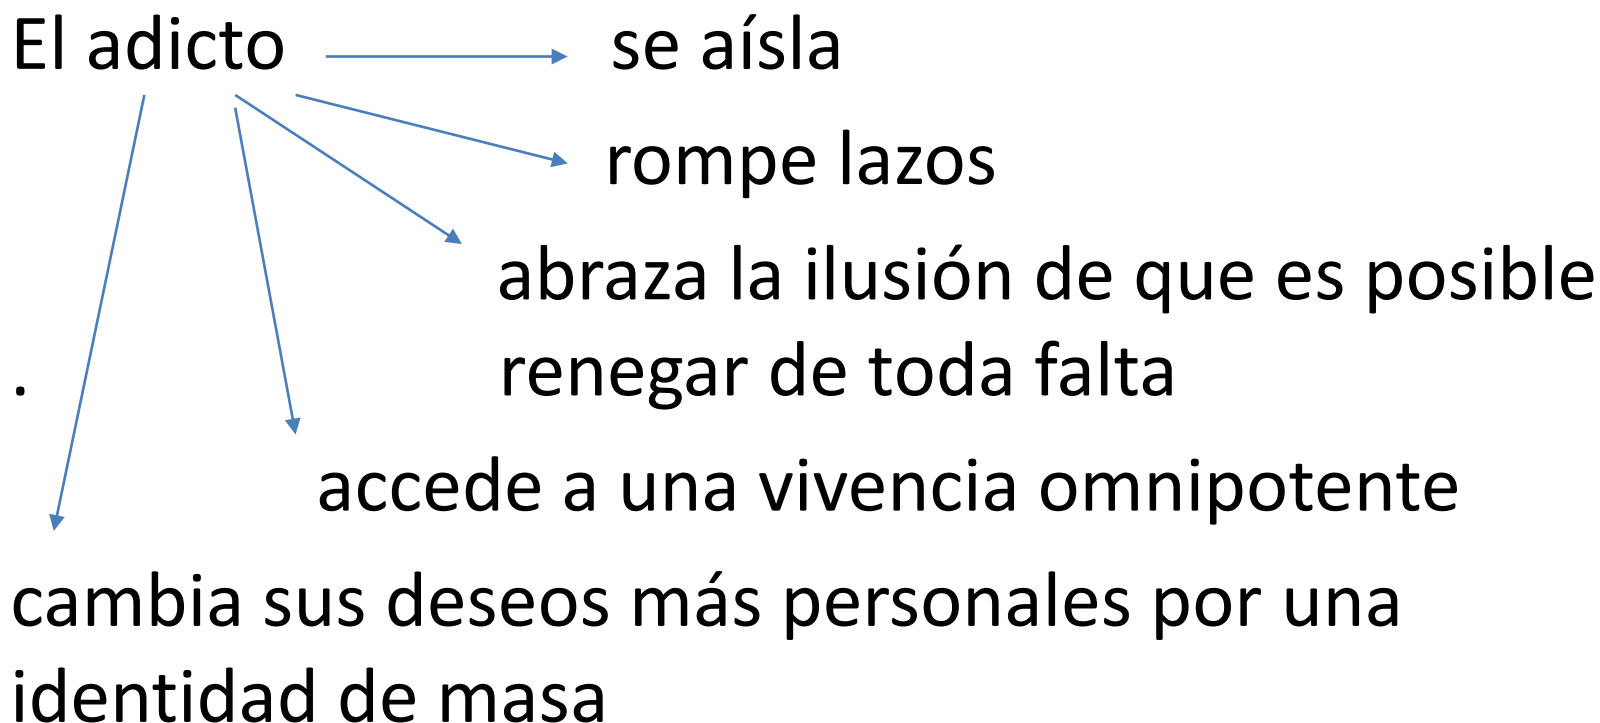 El adicto se aísla
rompe lazos
abraza la ilusión de que es posible
. renegar de toda falta
accede a una vivencia omnipotente
cambia sus deseos más personales por una
identidad de masa